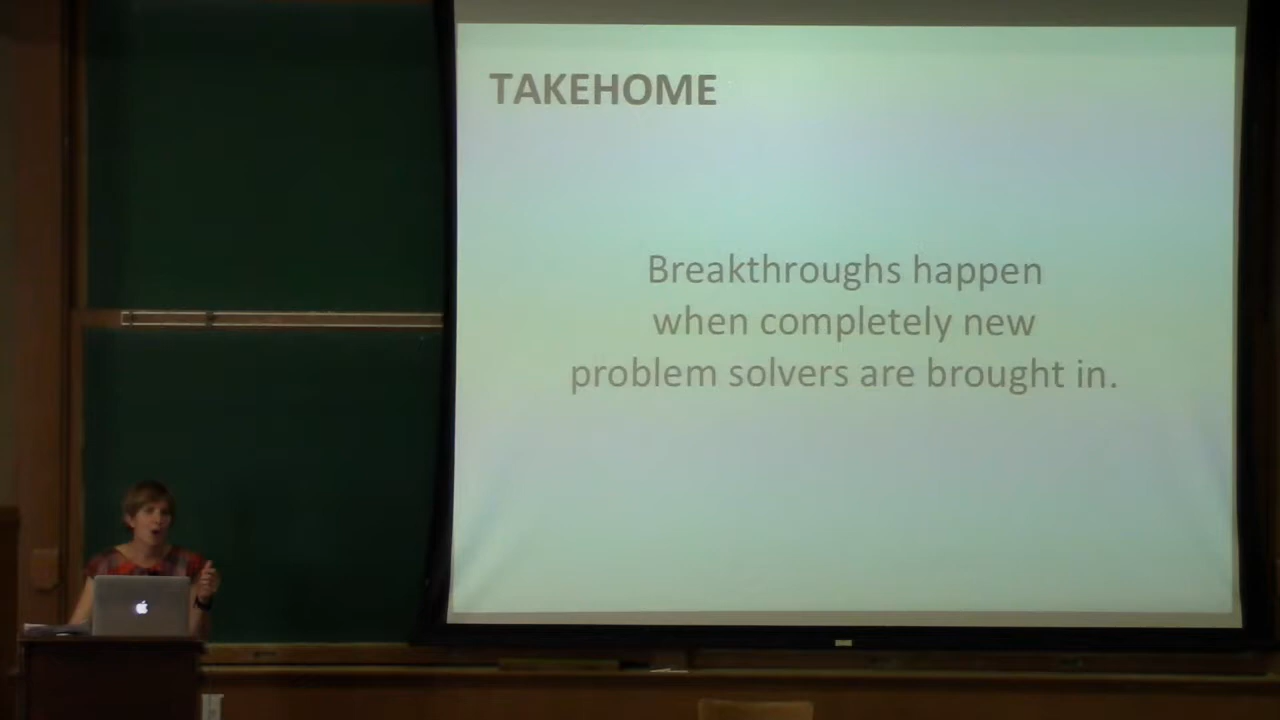 TAKEHOME
Breakthroughs happen
when completely new
problem solvers are brought in.